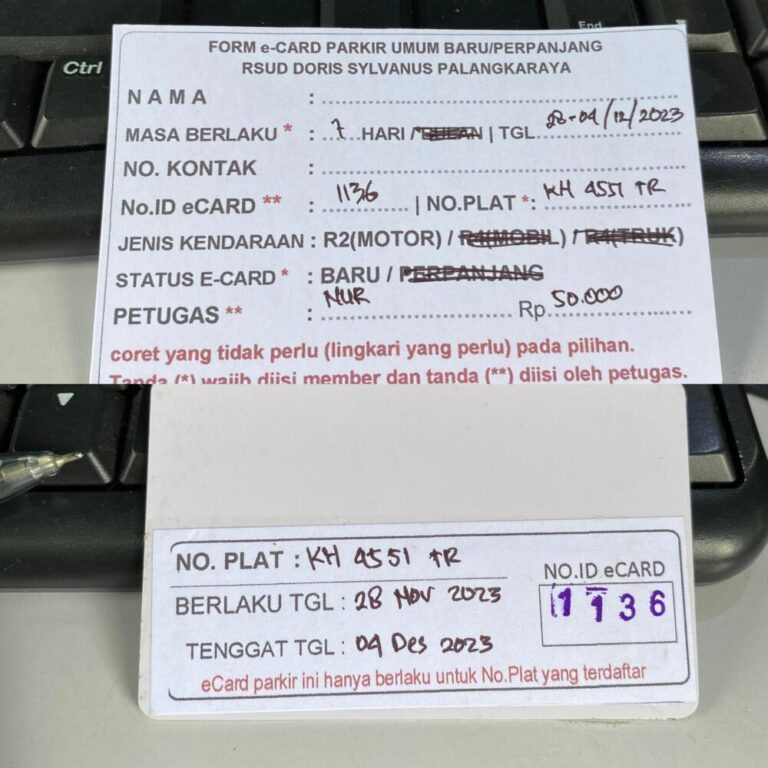 End
Ctrl
FORM e-CARD PARKIR UMUM BARU/PERPANJANG
RSUD DORIS SYLVANUS PALANGKARAYA
NAMA :
MASA BERLAKU * : 7 HARI / BULAN | TGL 28-04/12/2023
NO. KONTAK :
No.ID eCARD ** : 1136 | NO.PLAT *: KH 4551 TR
JENIS KENDARAAN : R2(MOTOR) / R4(MOBIL) / R4(TRUK)
STATUS E-CARD * : BARU / PERPANJANG
PETUGAS ** : NUR Rp 50.000
coret yang tidak perlu (lingkari yang perlu) pada pilihan.
Tanda (*) wajib diisi member dan tanda (**) diisi oleh petugas.
NO. PLAT : KH 4551 TR
BERLAKU TGL : 28 Nov 2023
TENGGAT TGL : 04 Des 2023
NO.ID eCARD
1136
eCard parkir ini hanya berlaku untuk No.Plat yang terdaftar